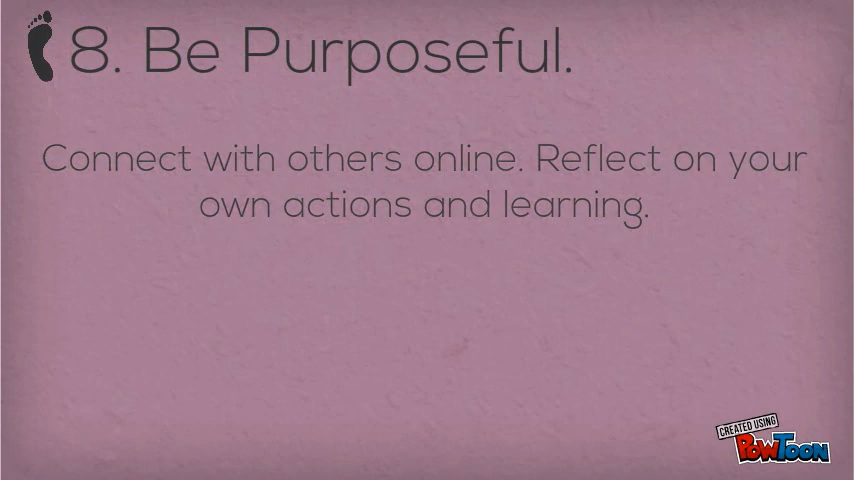 8. Be Purposeful.
Connect with others online. Reflect on your
own actions and learning.
CREATED USING
PowToon